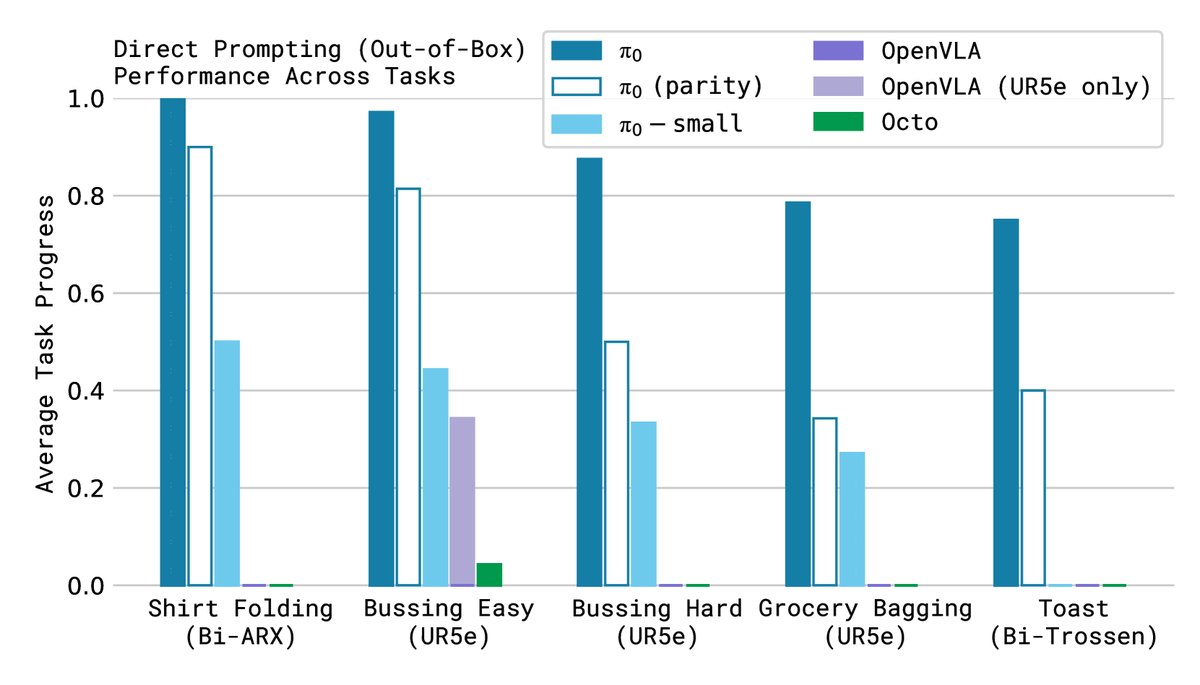 Direct Prompting (Out-of-Box)
Performance Across Tasks
π0
π0 (parity)
π0 – small
OpenVLA
OpenVLA (UR5e only)
Octo
Average Task Progress
1.0
0.8
0.6
0.4
0.2
0.0
Shirt Folding
(Bi-ARX)
Bussing Easy
(UR5e)
Bussing Hard
(UR5e)
Grocery Bagging
(UR5e)
Toast
(Bi-Trossen)